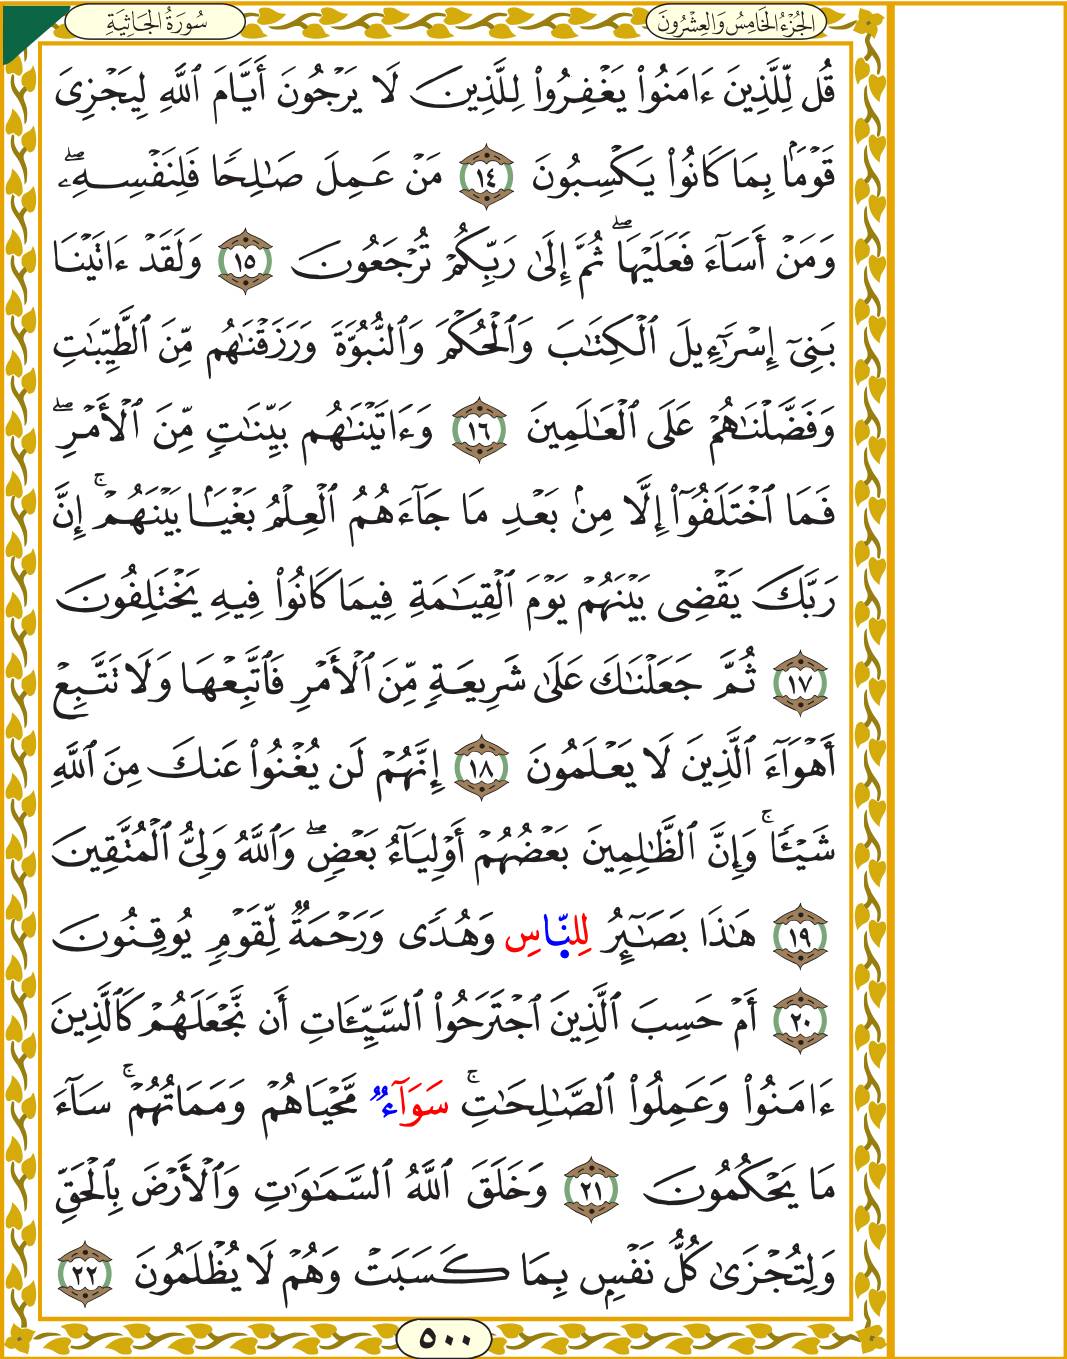 سُورَةُ الجَاثِيَةِ
الجُزْءُ الخَامِسُ وَالعِشْرُونَ
قُل لِّلَّذِينَ ءَامَنُوا۟ يَغْفِرُوا۟ لِلَّذِينَ لَا يَرْجُونَ أَيَّامَ ٱللَّهِ لِيَجْزِىَ
قَوْمَۢا بِمَا كَانُوا۟ يَكْسِبُونَ ١٤ مَنْ عَمِلَ صَـٰلِحًا فَلِنَفْسِهِۦۖ
وَمَنْ أَسَآءَ فَعَلَيْهَاۖ ثُمَّ إِلَىٰ رَبِّكُمْ تُرْجَعُونَ ١٥ وَلَقَدْ ءَاتَيْنَا
بَنِىٓ إِسْرَٰٓءِيلَ ٱلْكِتَـٰبَ وَٱلْحُكْمَ وَٱلنُّبُوَّةَ وَرَزَقْنَـٰهُم مِّنَ ٱلطَّيِّبَـٰتِ
وَفَضَّلْنَـٰهُمْ عَلَى ٱلْعَـٰلَمِينَ ١٦ وَءَاتَيْنَـٰهُم بَيِّنَـٰتٍ مِّنَ ٱلْأَمْرِۖ
فَمَا ٱخْتَلَفُوٓا۟ إِلَّا مِنۢ بَعْدِ مَا جَآءَهُمُ ٱلْعِلْمُ بَغْيَۢا بَيْنَهُمْۚ إِنَّ
رَبَّكَ يَقْضِى بَيْنَهُمْ يَوْمَ ٱلْقِيَـٰمَةِ فِيمَا كَانُوا۟ فِيهِ يَخْتَلِفُونَ
١٧ ثُمَّ جَعَلْنَـٰكَ عَلَىٰ شَرِيعَةٍ مِّنَ ٱلْأَمْرِ فَٱتَّبِعْهَا وَلَا تَتَّبِعْ
أَهْوَآءَ ٱلَّذِينَ لَا يَعْلَمُونَ ١٨ إِنَّهُمْ لَن يُغْنُوا۟ عَنكَ مِنَ ٱللَّهِ
شَيْـًٔاۚ وَإِنَّ ٱلظَّـٰلِمِينَ بَعْضُهُمْ أَوْلِيَآءُ بَعْضٍۖ وَٱللَّهُ وَلِىُّ ٱلْمُتَّقِينَ
١٩ هَـٰذَا بَصَـٰٓئِرُ لِلنَّاسِ وَهُدًى وَرَحْمَةٌ لِّقَوْمٍ يُوقِنُونَ
٢٠ أَمْ حَسِبَ ٱلَّذِينَ ٱجْتَرَحُوا۟ ٱلسَّيِّـَٔاتِ أَن نَّجْعَلَهُمْ كَٱلَّذِينَ
ءَامَنُوا۟ وَعَمِلُوا۟ ٱلصَّـٰلِحَـٰتِۚ سَوَآءٌ مَّحْيَاهُمْ وَمَمَاتُهُمْۚ سَآءَ
مَا يَحْكُمُونَ ٢١ وَخَلَقَ ٱللَّهُ ٱلسَّمَـٰوَٰتِ وَٱلْأَرْضَ بِٱلْحَقِّ
وَلِتُجْزَىٰ كُلُّ نَفْسٍۭ بِمَا كَسَبَتْ وَهُمْ لَا يُظْلَمُونَ ٢٢
٥٠٠